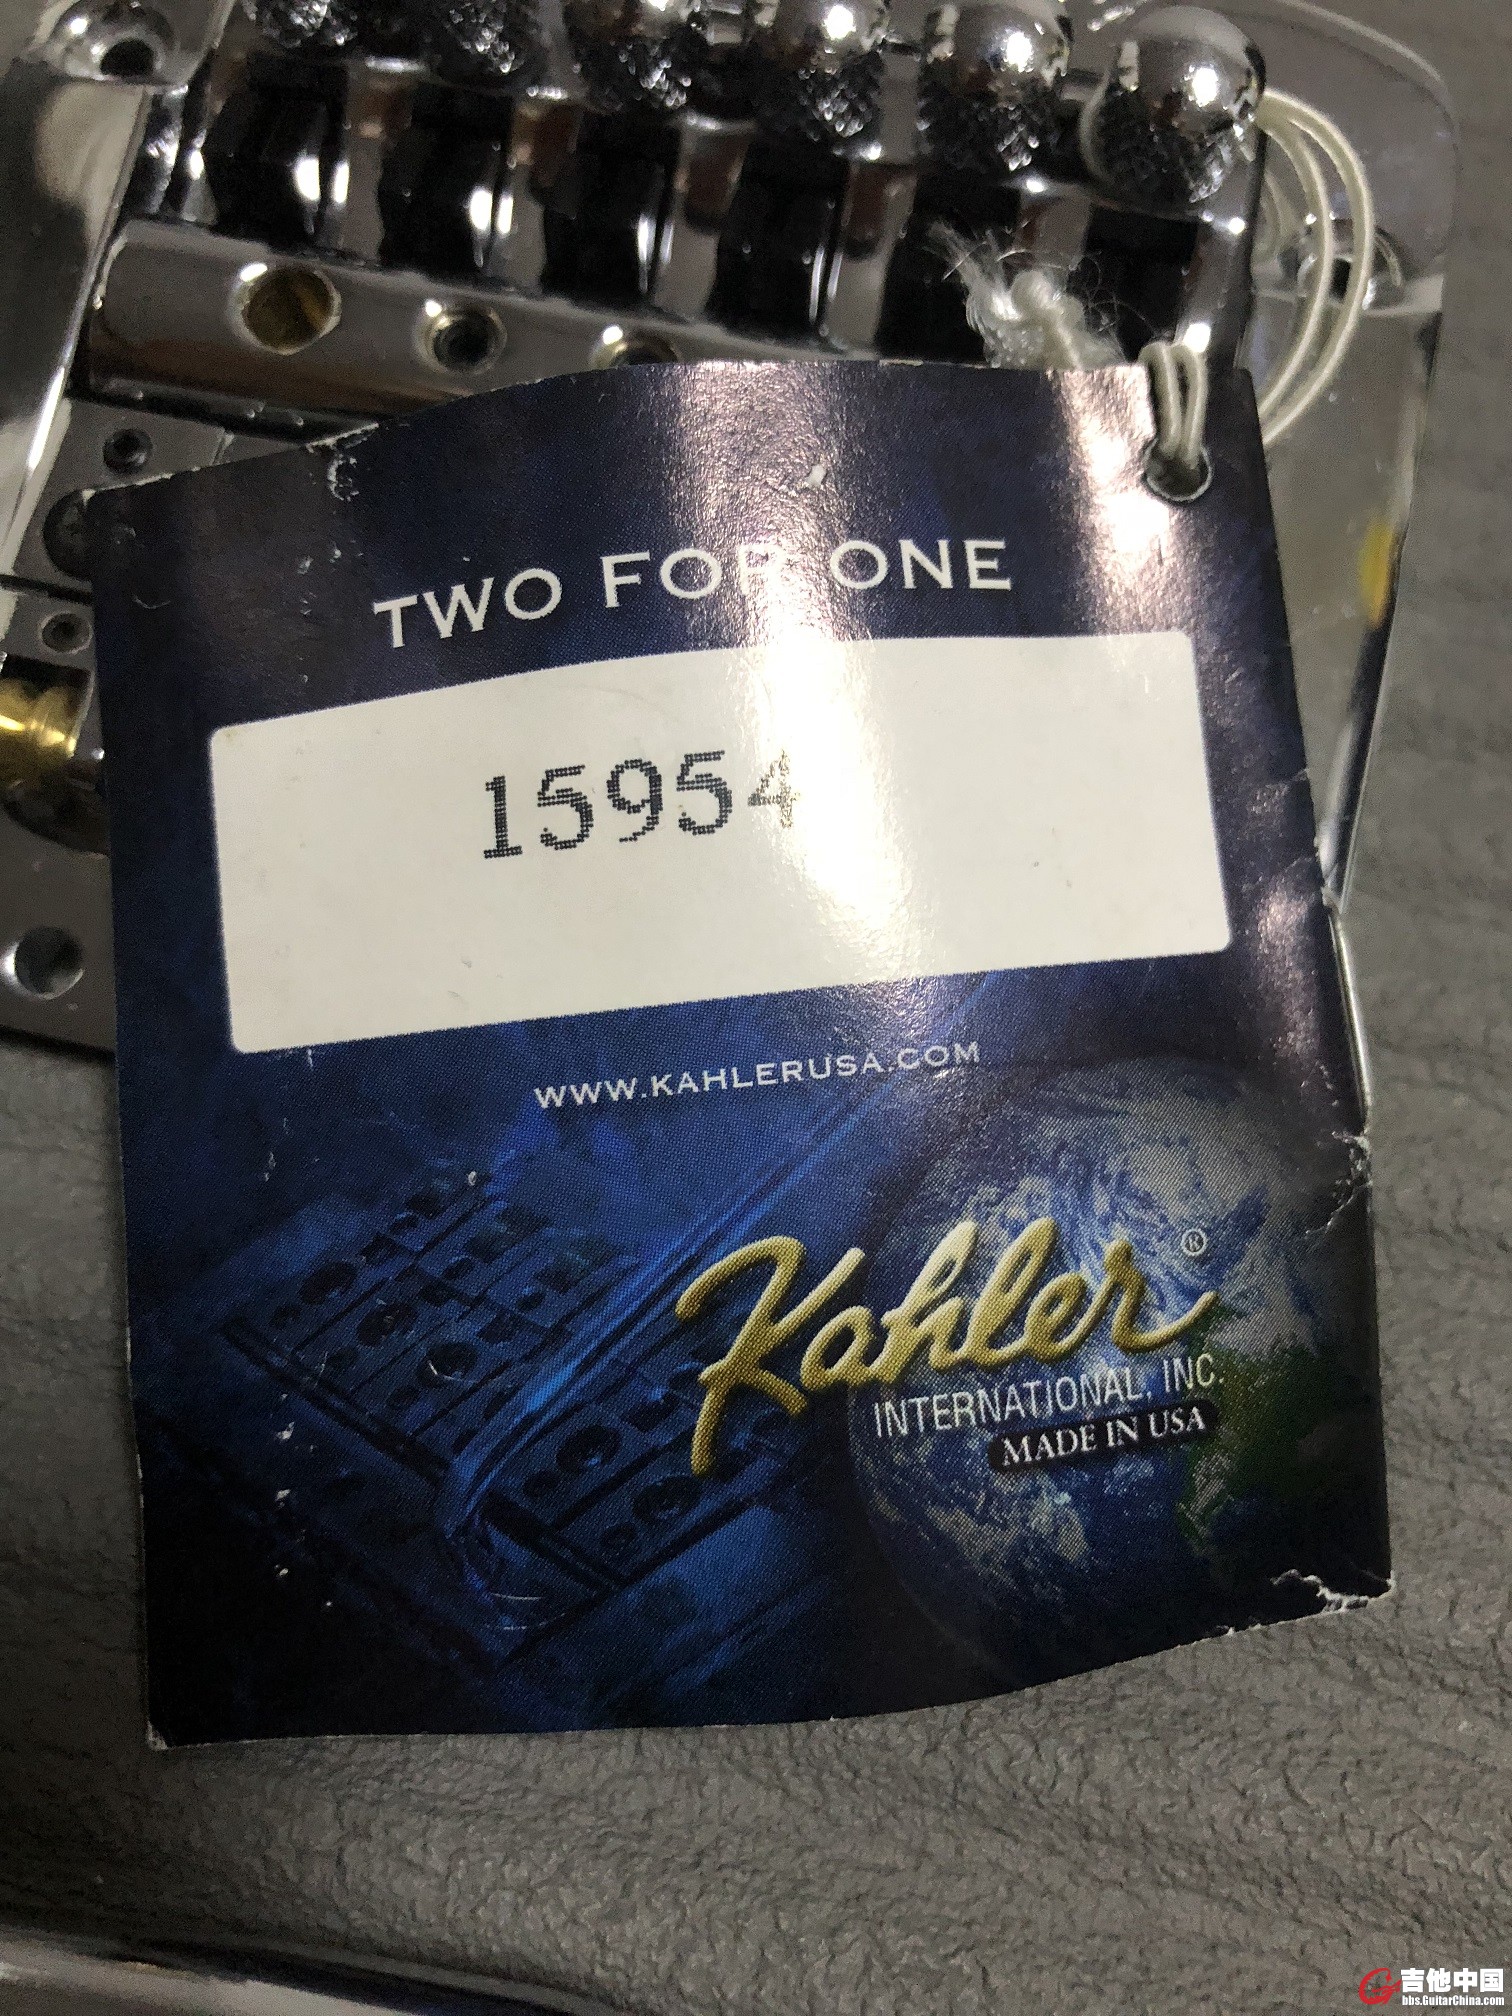 TWO FOR ONE
15954
WWW.KAHLERUSA.COM
Kahler®
INTERNATIONAL, INC.
MADE IN USA
吉他中国
bbs.GuitarChina.com